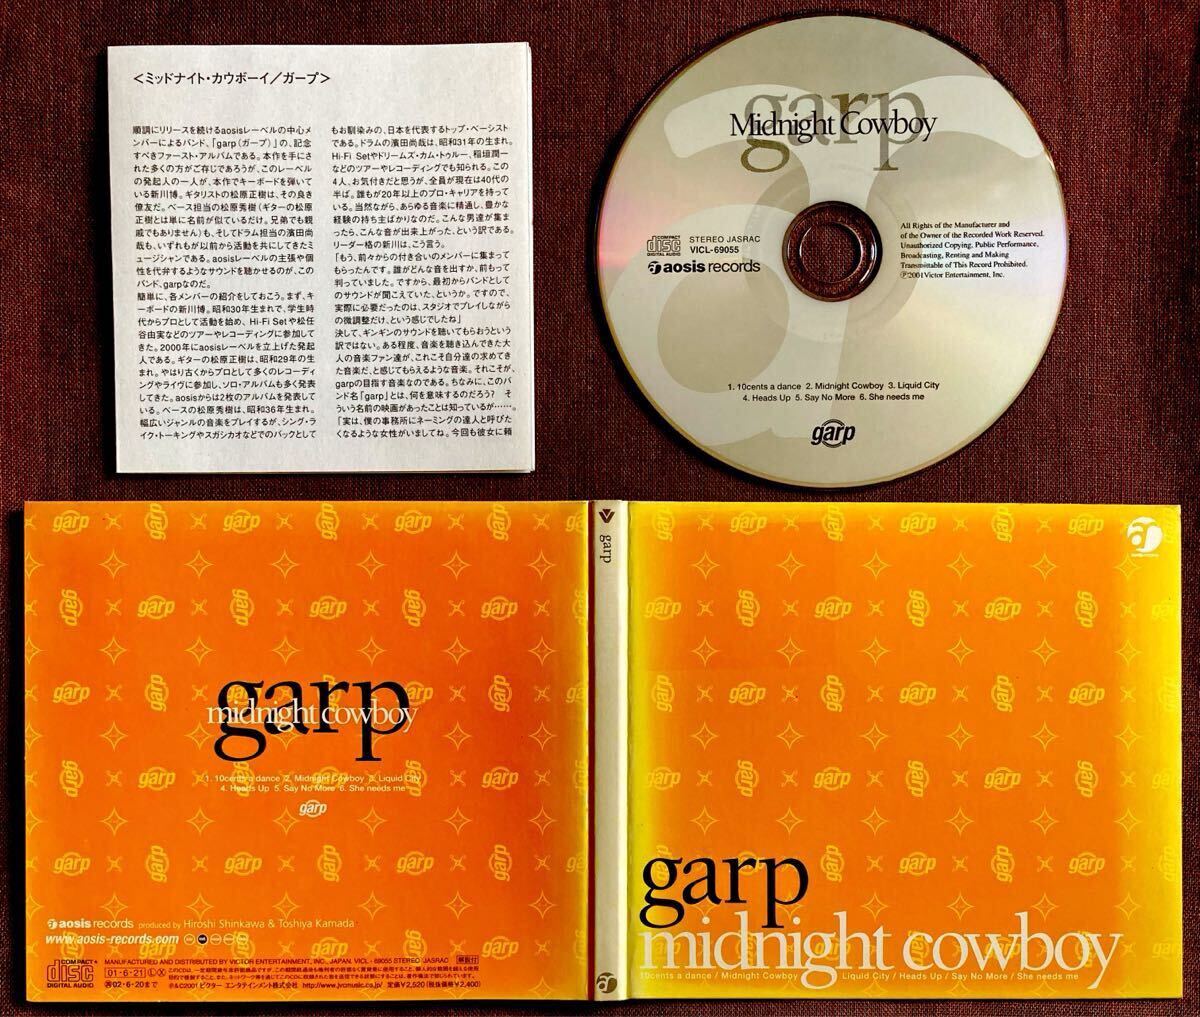 <ミッドナイト・カウボーイ/ガープ>
順調にリリースを続けるaosisレーベルの中心メ
ンバーによるバンド、「garp(ガープ)」の、記念
すべきファースト・アルバムである。本作を手にさ
れた多くの方がご存じであろうが、このレーベル
の発起人の一人が、本作でキーボードを弾いて
いる新川博。ギタリストの松原正樹は、その良き
僚友だ。ベース担当の松原秀樹(ギターの松原
正樹とは単に名前が似ているだけ。兄弟でも親
戚でもありません)も、そしてドラム担当の濱田尚
哉も、いずれもが以前から活動を共にしてきたミ
ュージシャンである。aosisレーベルの主張や個
性を代弁するようなサウンドを聴かせるのが、この
バンド、garpなのだ。
簡単に、各メンバーの紹介をしておこう。まず、キ
ーボードの新川博。昭和30年生まれで、学生時
代からプロとして活動を始め、Hi-Fi Setや松任
谷由実などのツアーやレコーディングに参加して
きた。2000年にaosisレーベルを立上げた発起
人である。ギターの松原正樹は、昭和29年の生
まれ。やはり古くからプロとして多くのレコーディ
ングやライヴに参加し、ソロ・アルバムも多く発表
してきた。aosisからは2枚のアルバムを発表して
いる。ベースの松原秀樹は、昭和36年生まれ。
幅広いジャンルの音楽をプレイするが、シング・ラ
イク・トーキングやスガシカオなどでのバックとして
もお馴染みの、日本を代表するトップ・ベーシスト
である。ドラムの濱田尚哉は、昭和31年の生まれ。
Hi-Fi Setやドリームズ・カム・トゥルー、稲垣潤一
などのツアーやレコーディングでも知られる。この
4人、お気付きだと思うが、全員が現在は40代の
半ば。誰もが20年以上のプロ・キャリアを持って
いる。当然ながら、あらゆる音楽に精通し、豊かな
経験の持ち主ばかりなのだ。こんな男達が集ま
ったら、こんな音が出来上がった、という訳である。
リーダー格の新川は、こう言う。
「もう、前々からの付き合いのメンバーに集まって
もらったんです。誰がどんな音を出すか、前もって
判っていました。ですから、最初からバンドとして
のサウンドが聞こえていた、というか。ですので、
実際に必要だったのは、スタジオでプレイしながら
の微調整だけ、という感じでしたね」
決して、ギンギンのサウンドを聴いてもらおうという
訳ではない。ある程度、音楽を聴き込んできた大
人の音楽ファン達が、これこそ自分達の求めてき
た音楽だ、と感じてもらえるような音楽。それこそが、
garpの目指す音楽なのである。ちなみに、このバ
ンド名「garp」とは、何を意味するのだろう? 
そういう名前の映画があったことは知っているが……。
「実は、僕の事務所にネーミングの達人と呼びた
くなるような女性がいましてね。今回も彼女に頼
garp
Midnight Cowboy
COMPACT
disc
DIGITAL AUDIO
STEREO JASRAC
VICL-69055
aosis records
All Rights of the Manufacturer and
of the Owner of the Recorded Work Reserved.
Unauthorized Copying, Public Performance,
Broadcasting, Renting and Making
Transmittable of This Record Prohibited.
Ⓟ2001Victor Entertainment, Inc.
1. 10cents a dance 2. Midnight Cowboy 3. Liquid City
4. Heads Up 5. Say No More 6. She needs me
garp
garp
midnight cowboy
1. 10cents a dance 2. Midnight Cowboy 3. Liquid City
4. Heads Up 5. Say No More 6. She needs me
garp
aosis records produced by Hiroshi Shinkawa & Toshiya Kamada
www.aosis-records.com
COMPACT
disc
DIGITAL AUDIO
MANUFACTURED AND DISTRIBUTED BY VICTOR ENTERTAINMENT, INC., JAPAN. VICL-69055 STEREO JASRAC 解説付
01・6・21 L X
再02・6・20まで
Ⓟ&©2001 ビクター エンタテインメント株式会社 http://www.jvcmusic.co.jp/ 定価¥2,520(税抜価格¥2,400)
garp
garp
midnight cowboy
10cents a dance / Midnight Cowboy / Liquid City / Heads Up / Say No More / She needs me